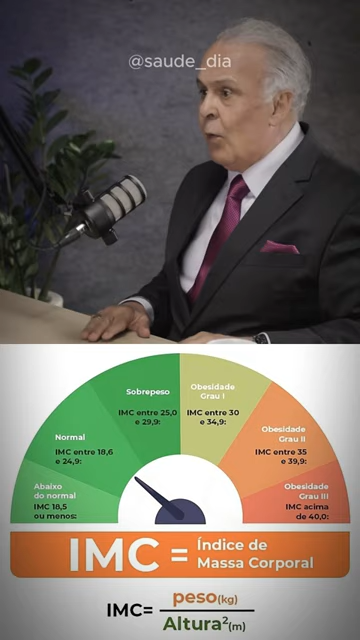 @saude_dia
Sobrepeso
IMC entre 25,0
e 29,9:
Obesidade
Grau I
IMC entre 30
e 34,9:
Normal
IMC entre 18,6
e 24,9:
Obesidade
Grau II
IMC entre 35
e 39,9:
Abaixo
do normal
IMC 18,5
ou menos:
Obesidade
Grau III
IMC acima
de 40,0:
IMC = Índice de
Massa Corporal
IMC= peso(kg)
Altura²(m)